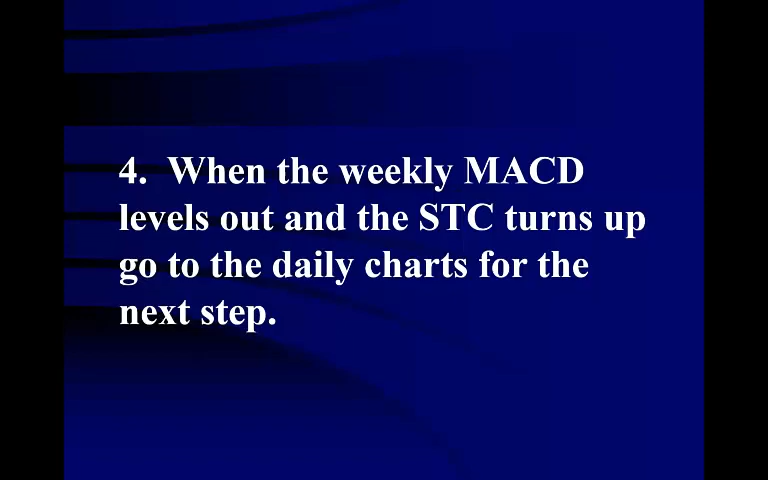 4. When the weekly MACD
levels out and the STC turns up
go to the daily charts for the
next step.